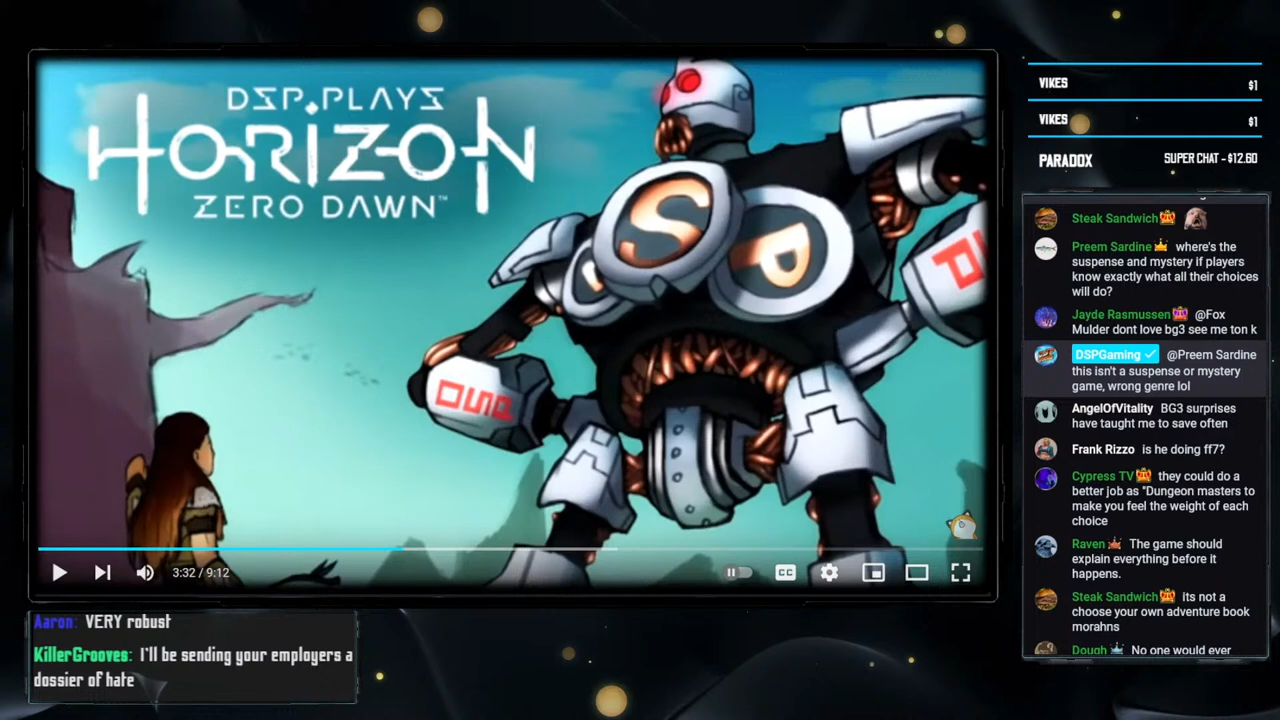 DSP PLAYS
HORIZON
ZERO DAWN™
S
P
DSP
3:32 / 9:12
CC
Aaron: VERY robust
KillerGrooves: I'll be sending your employers a
dossier of hate
VIKES $1
VIKES $1
PARADOX SUPER CHAT - $12.60
Steak Sandwich
Preem Sardine where's the
suspense and mystery if players
know exactly what all their choices
will do?
Jayde Rasmussen @Fox
Mulder dont love bg3 see me ton k
DSPGaming ✓ @Preem Sardine
this isn't a suspense or mystery
game, wrong genre lol
AngelOfVitality BG3 surprises
have taught me to save often
Frank Rizzo is he doing ff7?
Cypress TV they could do a
better job as "Dungeon masters to
make you feel the weight of each
choice
Raven The game should
explain everything before it
happens.
Steak Sandwich its not a
choose your own adventure book
morahns
Dough No one would ever